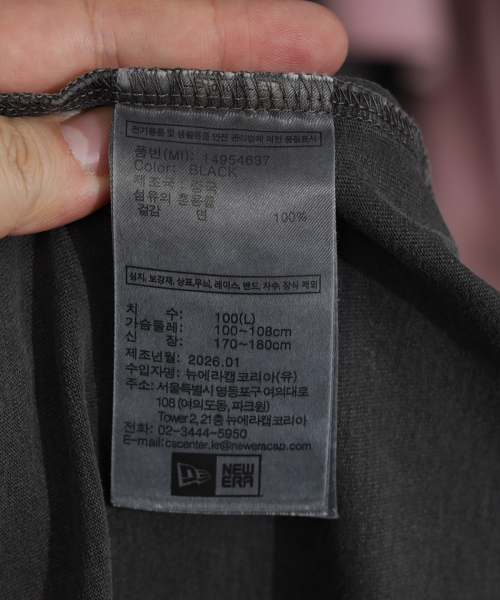 전기용품 및 생활용품 안전 관리법에 의한 품질표시
품번(MI): 14954637
Color: BLACK
제조국: 중국
섬유의 혼용률
겉감 면 100%
심지, 보강재, 상표,무늬, 레이스, 밴드, 자수, 장식 제외
치 수: 100(L)
가슴둘레: 100~108cm
신 장: 170~180cm
제조년월: 2026.01
수입자명: 뉴에라캡코리아(유)
주소: 서울특별시 영등포구 여의대로
108 (여의도동, 파크원)
Tower 2, 21층 뉴에라캡코리아
전화: 02-3444-5950
E-mail:cscenter.kr@neweracap.com
NEW
ERA